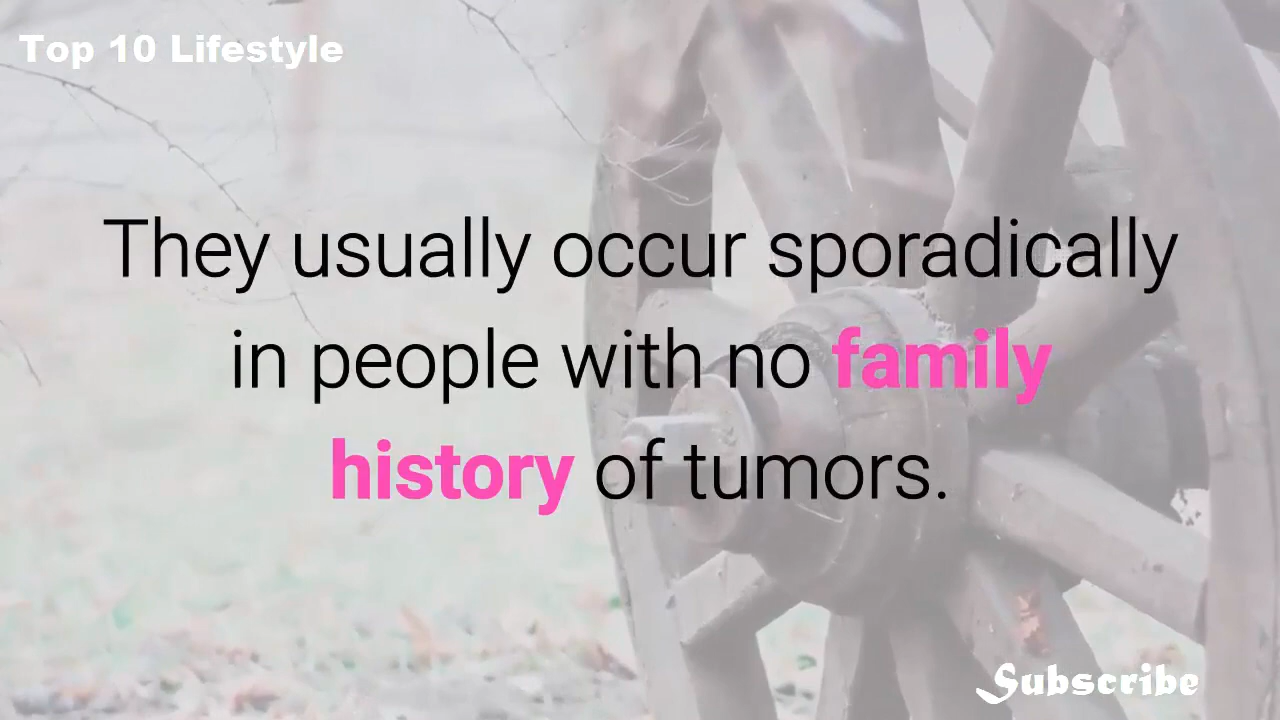 Top 10 Lifestyle
They usually occur sporadically
in people with no family
history of tumors.
Subscribe